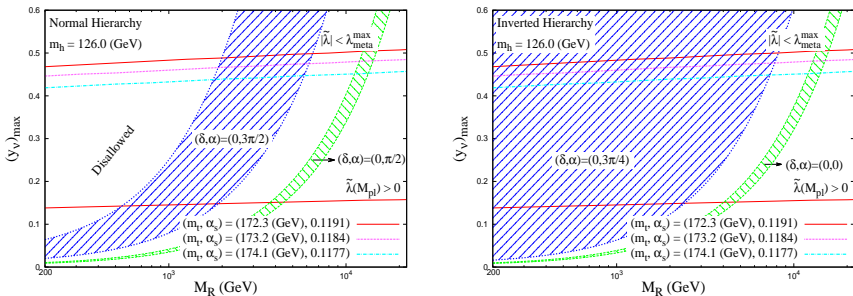 Normal Hierarchy
m_h = 126.0 (GeV)
|λ̃| < λ_meta^max
Disallowed
(δ,α)=(0,3π/2)
(δ,α)=(0,π/2)
λ̃(M_pl) > 0
(m_t, α_s) = (172.3 (GeV), 0.1191)
(m_t, α_s) = (173.2 (GeV), 0.1184)
(m_t, α_s) = (174.1 (GeV), 0.1177)
(y_ν)_max
0.6
0.5
0.4
0.3
0.2
0.1
0.0
200
10^3
10^4
M_R (GeV)
Inverted Hierarchy
m_h = 126.0 (GeV)
|λ̃| < λ_meta^max
(δ,α)=(0,3π/4)
(δ,α)=(0,0)
λ̃(M_pl) > 0
(m_t, α_s) = (172.3 (GeV), 0.1191)
(m_t, α_s) = (173.2 (GeV), 0.1184)
(m_t, α_s) = (174.1 (GeV), 0.1177)
(y_ν)_max
0.6
0.5
0.4
0.3
0.2
0.1
0.0
200
10^3
10^4
M_R (GeV)